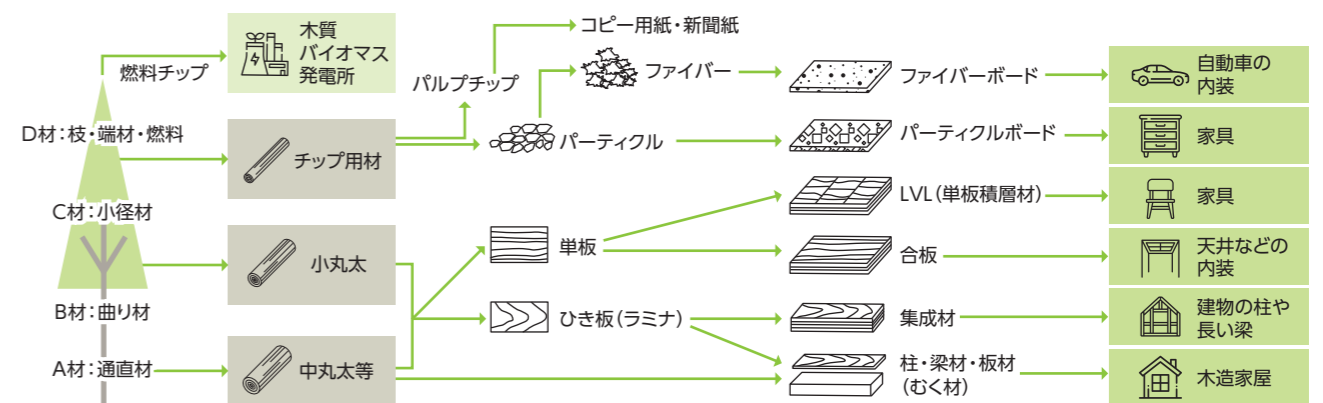 燃料チップ
木質
バイオマス
発電所
コピー用紙・新聞紙
パルプチップ
ファイバー
ファイバーボード
自動車の
内装
D材：枝・端材・燃料
チップ用材
パーティクル
パーティクルボード
家具
C材：小径材
LVL（単板積層材）
家具
小丸太
単板
合板
天井などの
内装
B材：曲り材
ひき板（ラミナ）
集成材
建物の柱や
長い梁
A材：通直材
中丸太等
柱・梁材・板材
（むく材）
木造家屋